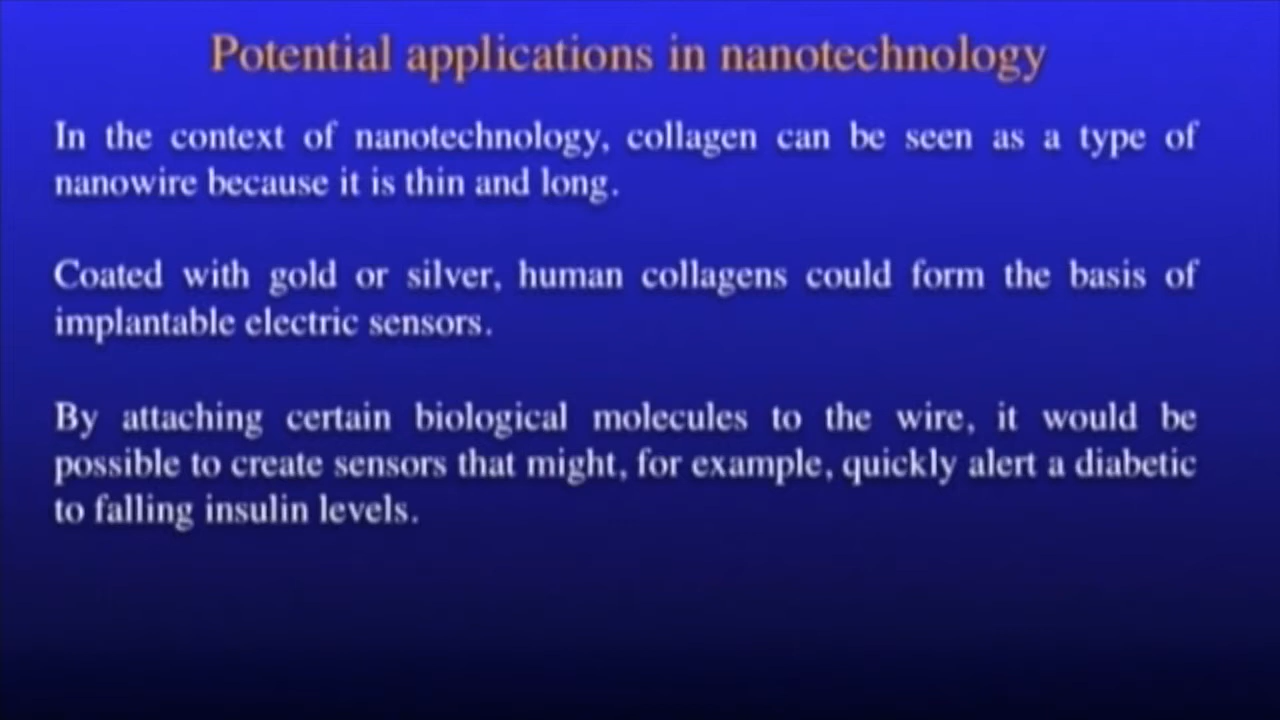 Potential applications in nanotechnology
In the context of nanotechnology, collagen can be seen as a type of
nanowire because it is thin and long.
Coated with gold or silver, human collagens could form the basis of
implantable electric sensors.
By attaching certain biological molecules to the wire, it would be
possible to create sensors that might, for example, quickly alert a diabetic
to falling insulin levels.